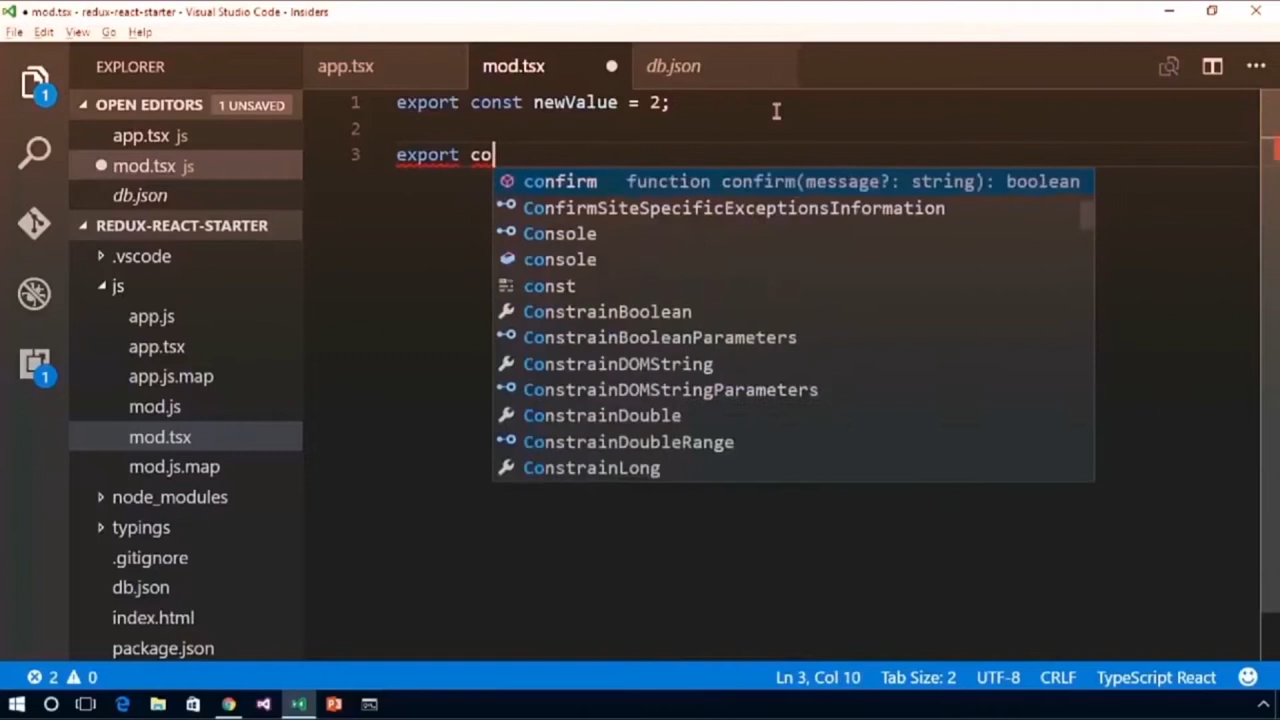 ● mod.tsx - redux-react-starter - Visual Studio Code - Insiders
File Edit View Go Help
EXPLORER
app.tsx
mod.tsx
db.json
OPEN EDITORS 1 UNSAVED
app.tsx js
mod.tsx js
db.json
REDUX-REACT-STARTER
.vscode
js
app.js
app.tsx
app.js.map
mod.js
mod.tsx
mod.js.map
node_modules
typings
.gitignore
db.json
index.html
package.json
1
1
1 export const newValue = 2;
2
3 export co
confirm function confirm(message?: string): boolean
ConfirmSiteSpecificExceptionsInformation
Console
console
const
ConstrainBoolean
ConstrainBooleanParameters
ConstrainDOMString
ConstrainDOMStringParameters
ConstrainDouble
ConstrainDoubleRange
ConstrainLong
2 0 Ln 3, Col 10 Tab Size: 2 UTF-8 CRLF TypeScript React